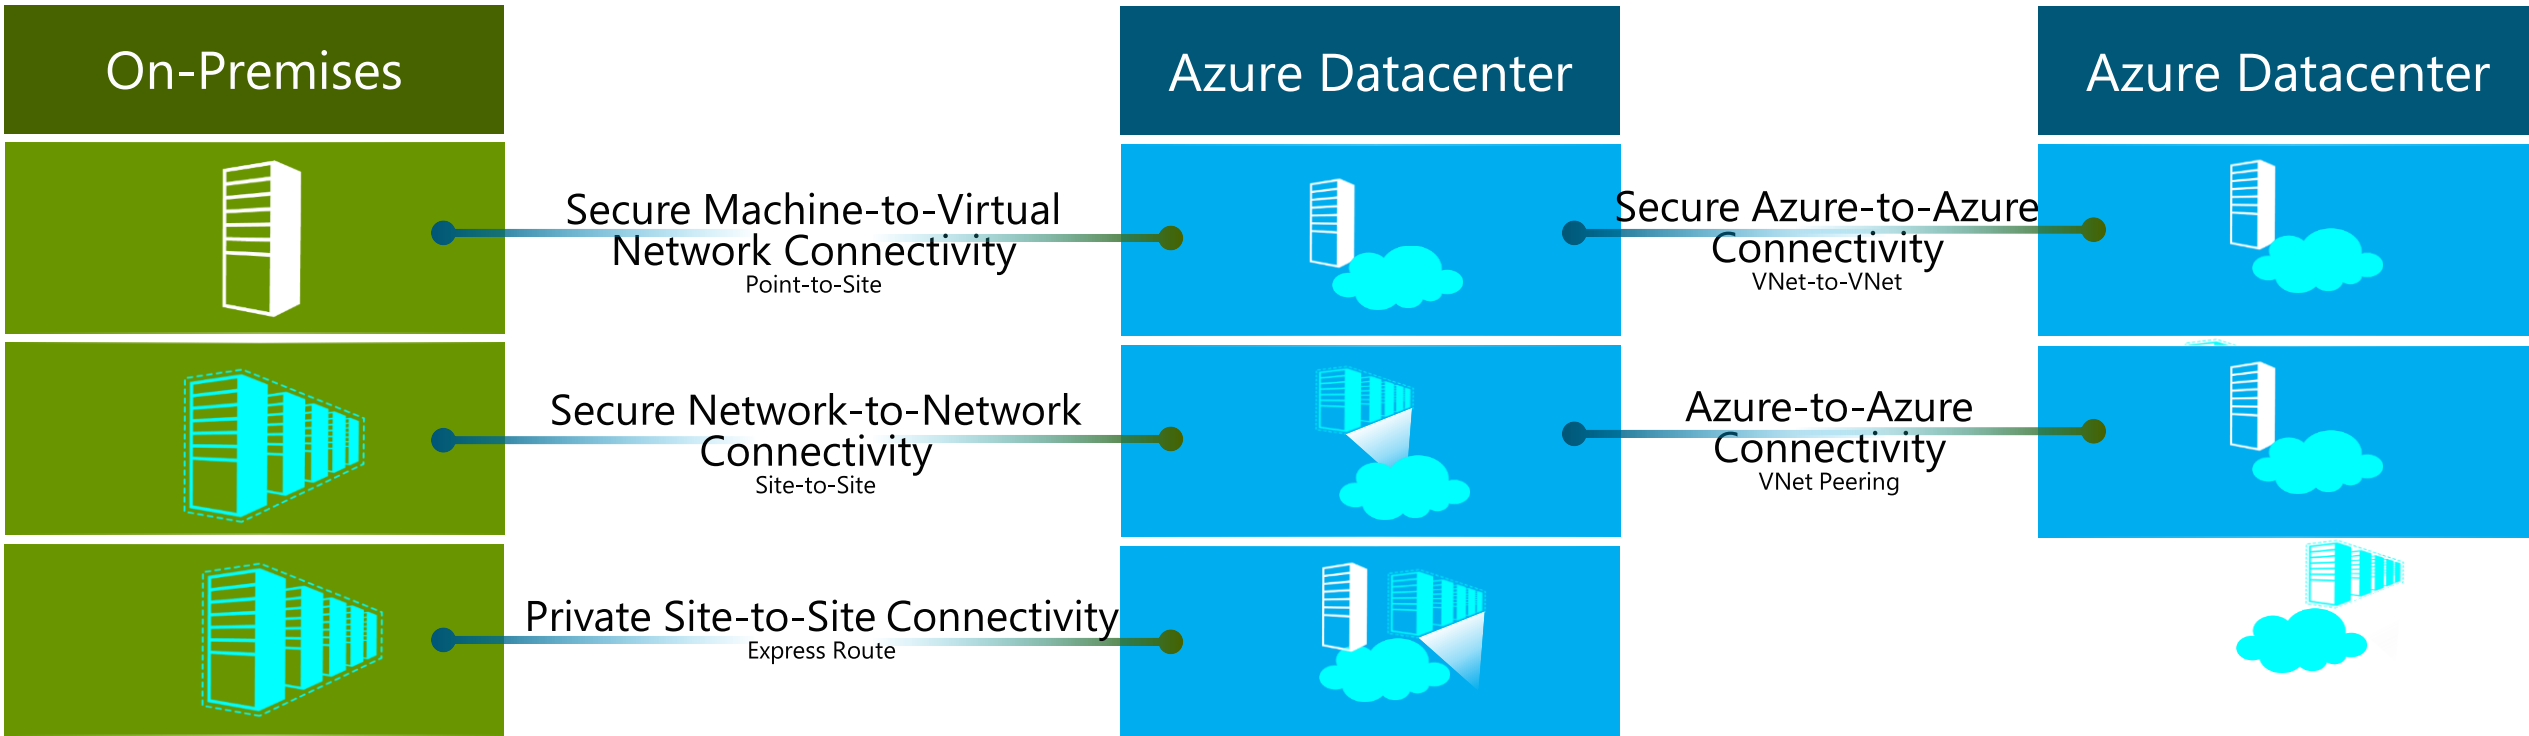 On-Premises
Azure Datacenter
Azure Datacenter
Secure Machine-to-Virtual
Network Connectivity
Point-to-Site
Secure Azure-to-Azure
Connectivity
VNet-to-VNet
Secure Network-to-Network
Connectivity
Site-to-Site
Azure-to-Azure
Connectivity
VNet Peering
Private Site-to-Site Connectivity
Express Route